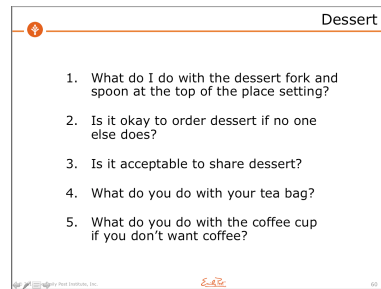 Dessert
1. What do I do with the dessert fork and
spoon at the top of the place setting?
2. Is it okay to order dessert if no one
else does?
3. Is it acceptable to share dessert?
4. What do you do with your tea bag?
5. What do you do with the coffee cup
if you don't want coffee?
Post Institute, Inc.
60